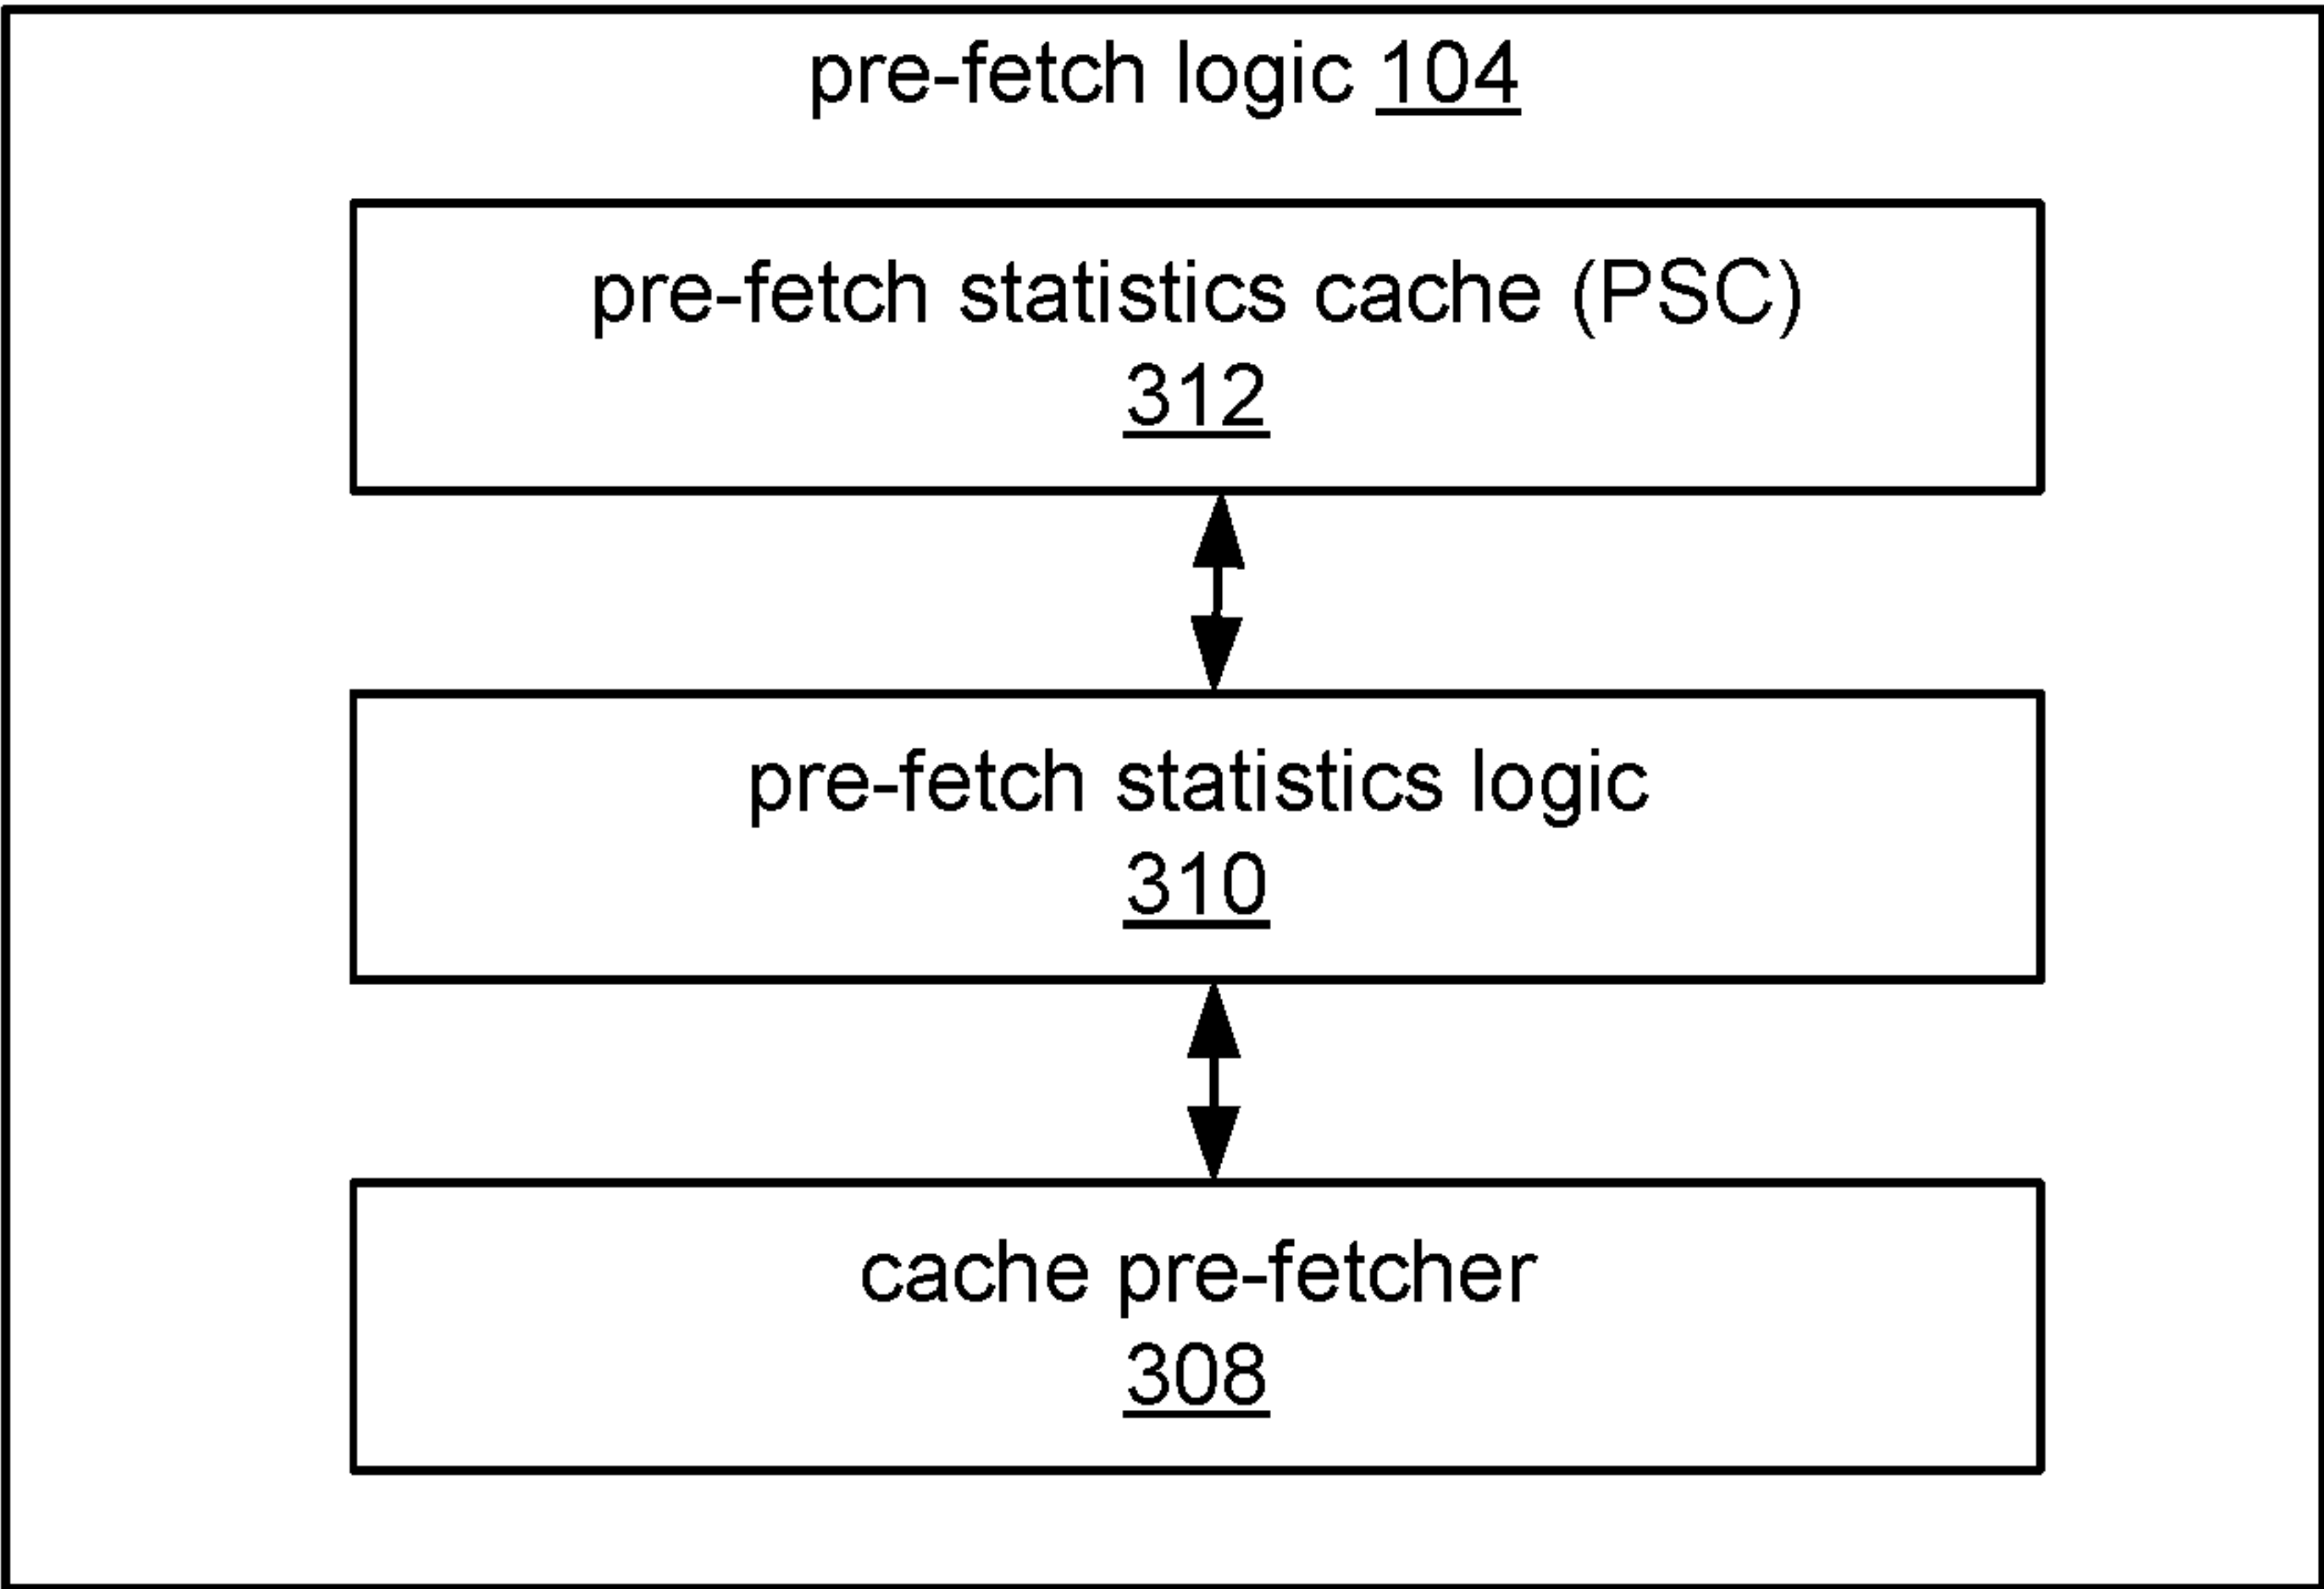 pre-fetch logic 104
pre-fetch statistics cache (PSC)
312
pre-fetch statistics logic
310
cache pre-fetcher
308